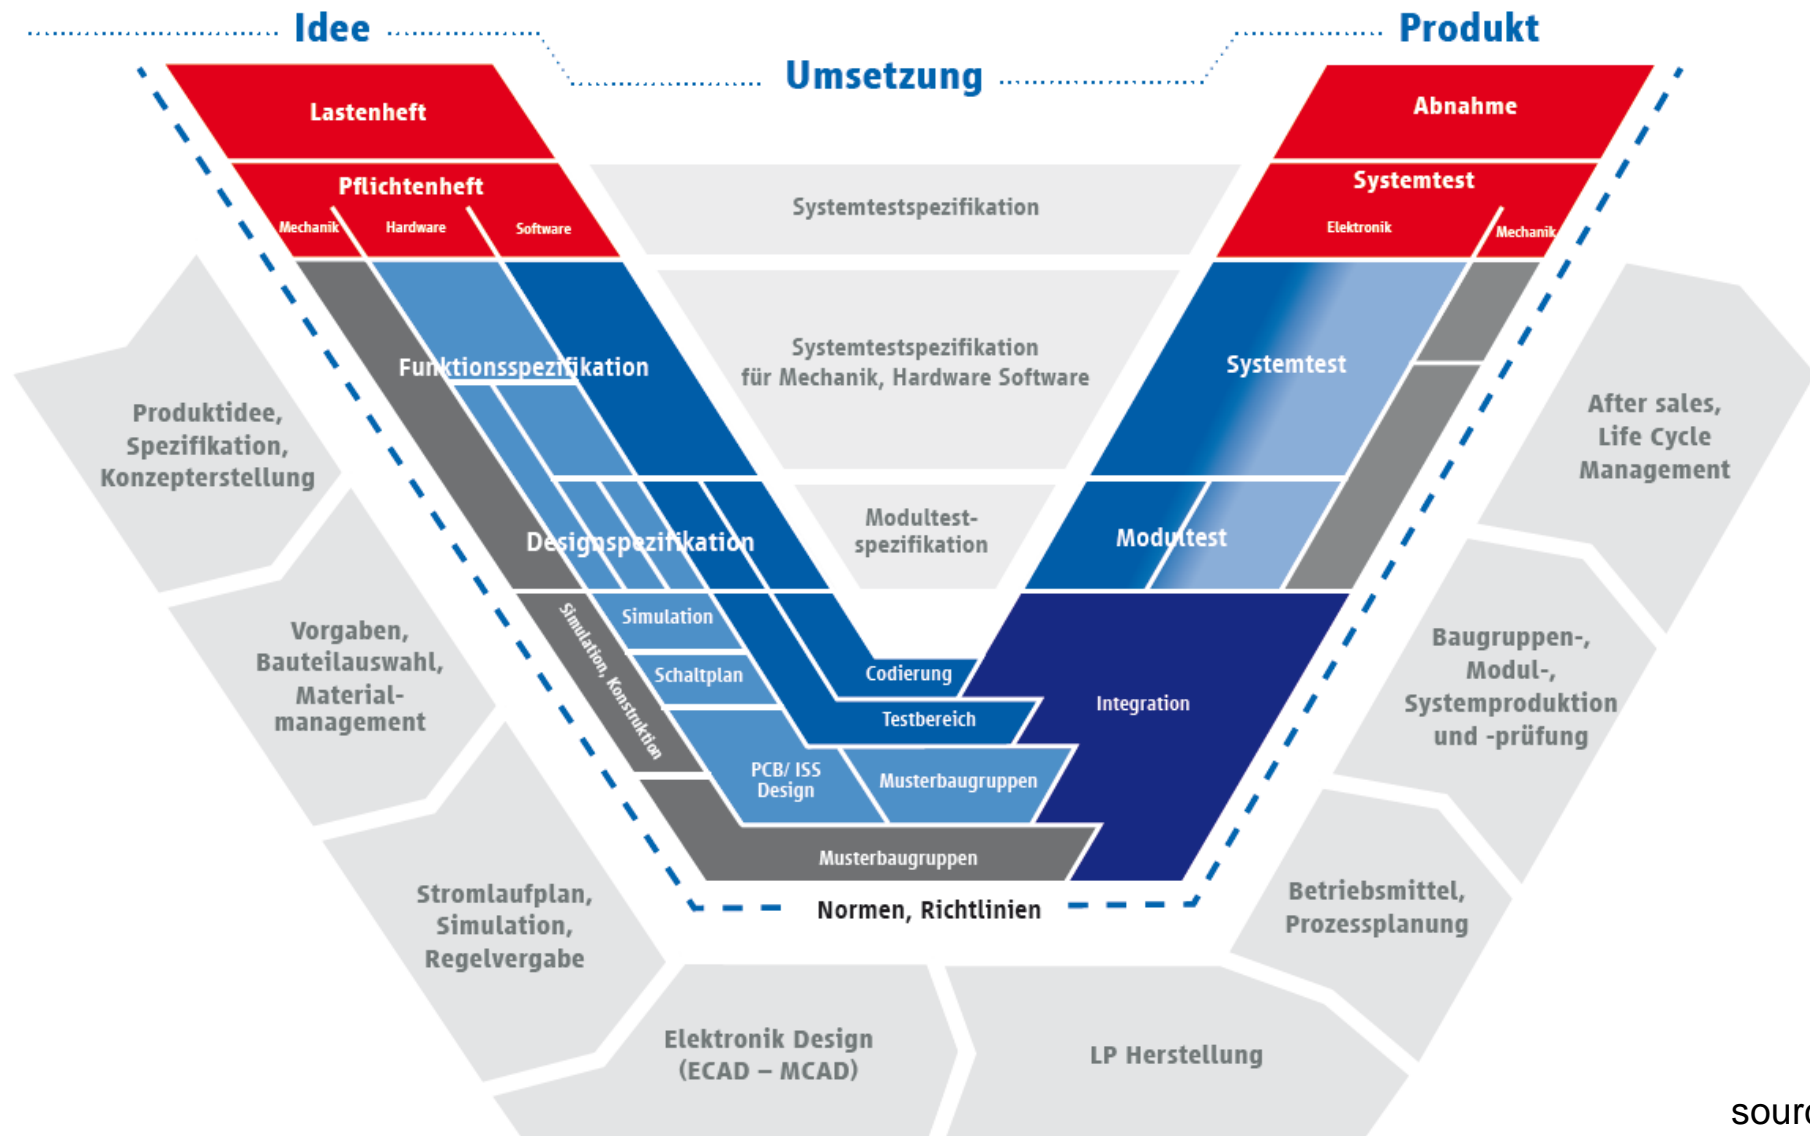 Idee
Produkt
Umsetzung
Lastenheft
Abnahme
Pflichtenheft
Mechanik
Hardware
Software
Systemtestspezifikation
Systemtest
Elektronik
Mechanik
Funktionsspezifikation
Systemtestspezifikation
für Mechanik, Hardware Software
Systemtest
Produktidee,
Spezifikation,
Konzepterstellung
After sales,
Life Cycle
Management
Designspezifikation
Modultest-
spezifikation
Modultest
Vorgaben,
Bauteilauswahl,
Material-
management
Simulation, Konstruktion
Simulation
Schaltplan
Codierung
Testbereich
Integration
PCB/ ISS
Design
Musterbaugruppen
Musterbaugruppen
Baugruppen-,
Modul-,
Systemproduktion
und -prüfung
Normen, Richtlinien
Stromlaufplan,
Simulation,
Regelvergabe
Betriebsmittel,
Prozessplanung
Elektronik Design
(ECAD – MCAD)
LP Herstellung